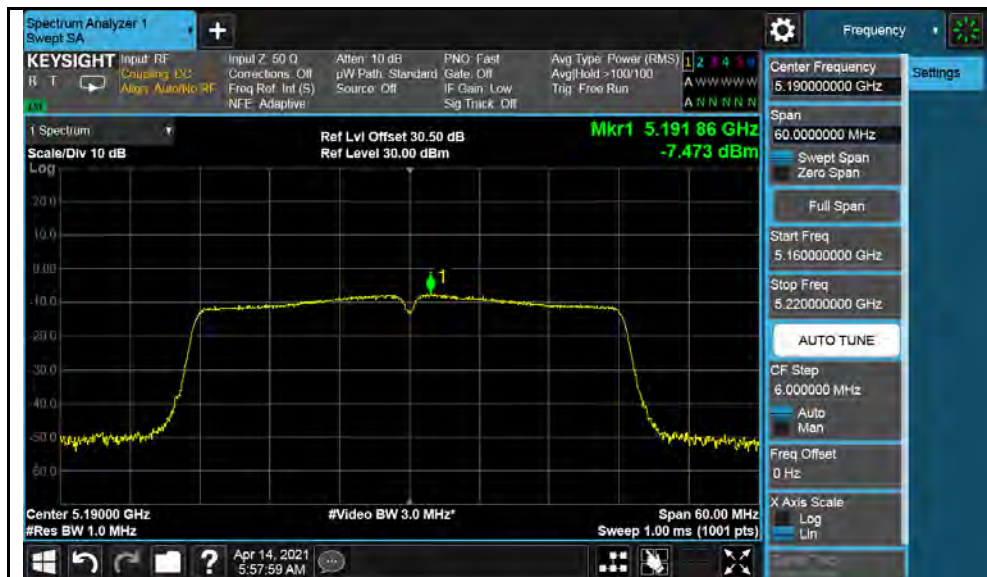 Spectrum Analyzer 1
Swept SA
+
Frequency
KEYSIGHT
R T
Input: RF
Coupling: DC
Align: Auto/No RF
Input Z: 50 Ω
Corrections: Off
Freq Ref: Int (S)
NFE: Adaptive
Atten: 10 dB
µW Path: Standard
Source: Off
PNO: Fast
Gate: Off
IF Gain: Low
Sig Track: Off
Avg Type: Power (RMS)
Avg|Hold >100/100
Trig: Free Run
1 2 3 4 5 6
A W W W W W
A N N N N N
1 Spectrum
Scale/Div 10 dB
Log
Ref Lvl Offset 30.50 dB
Ref Level 30.00 dBm
Mkr1 5.191 86 GHz
-7.473 dBm
20.0
10.0
0.00
-10.0
-20.0
-30.0
-40.0
-50.0
-60.0
1
Center 5.19000 GHz
#Res BW 1.0 MHz
#Video BW 3.0 MHz*
Span 60.00 MHz
Sweep 1.00 ms (1001 pts)
Apr 14, 2021
5:57:59 AM
?
Center Frequency
5.190000000 GHz
Settings
Span
60.0000000 MHz
Swept Span
Zero Span
Full Span
Start Freq
5.160000000 GHz
Stop Freq
5.220000000 GHz
AUTO TUNE
CF Step
6.000000 MHz
Auto
Man
Freq Offset
0 Hz
X Axis Scale
Log
Lin